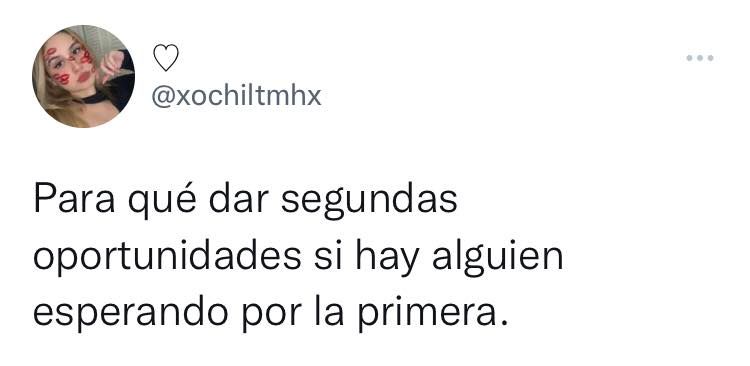 ♡
@xochiltmhx
Para qué dar segundas
oportunidades si hay alguien
esperando por la primera.